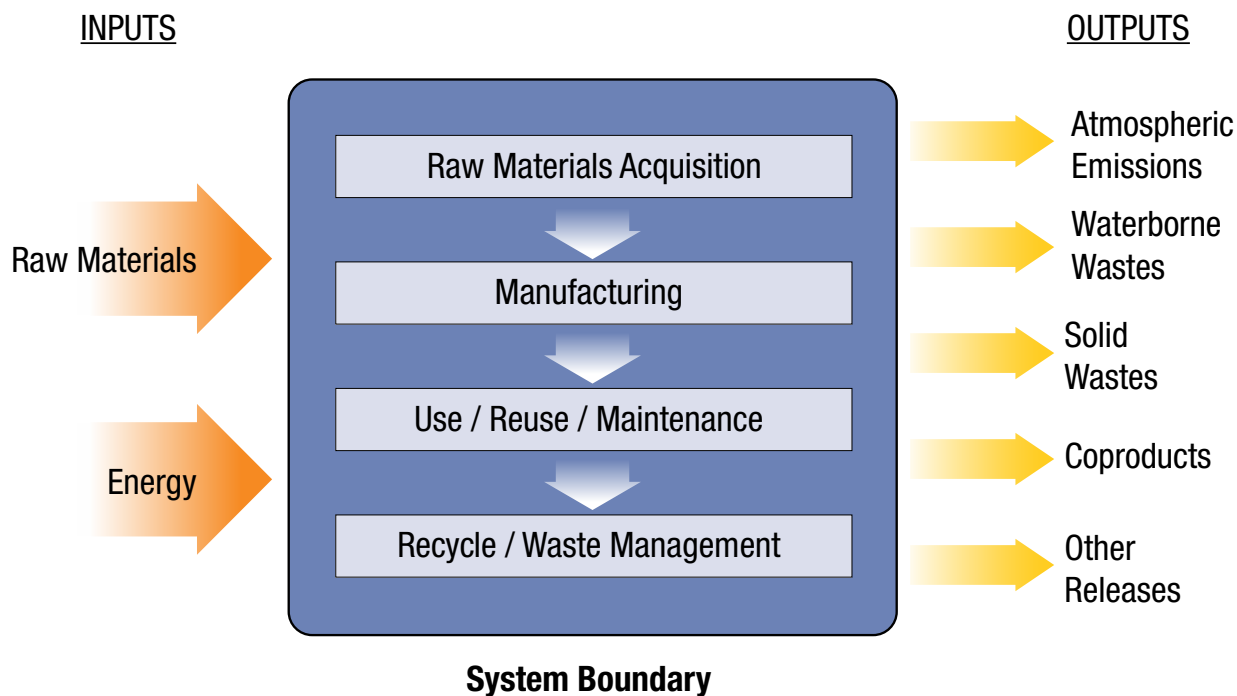 INPUTS
OUTPUTS
Raw Materials
Energy
Raw Materials Acquisition
Manufacturing
Use / Reuse / Maintenance
Recycle / Waste Management
Atmospheric
Emissions
Waterborne
Wastes
Solid
Wastes
Coproducts
Other
Releases
System Boundary